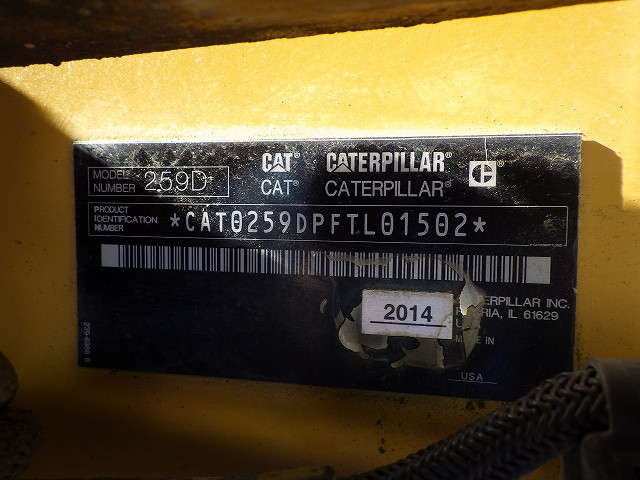 CAT® CATERPILLAR®
MODEL NUMBER 259D
CAT® CATERPILLAR®
PRODUCT IDENTIFICATION NUMBER *CAT0259DPFTL01502*
2014
ERPILLAR INC.
RIA, IL 61629
MADE IN
USA